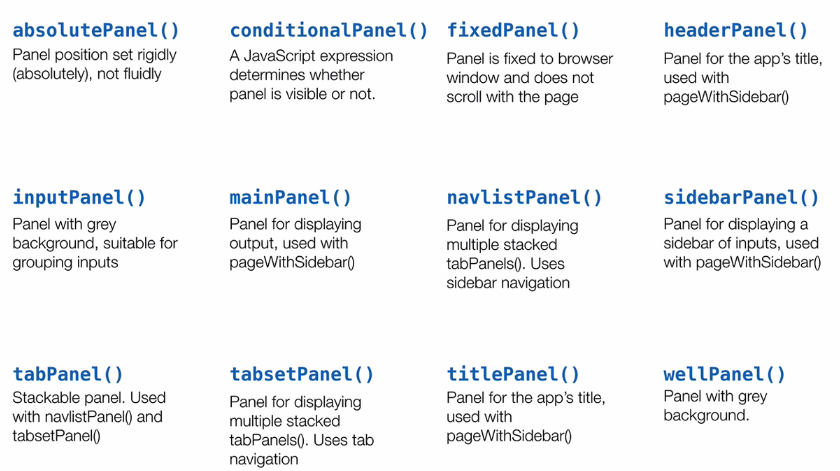 absolutePanel()
Panel position set rigidly
(absolutely), not fluidly
conditionalPanel()
A JavaScript expression
determines whether
panel is visible or not.
fixedPanel()
Panel is fixed to browser
window and does not
scroll with the page
headerPanel()
Panel for the app's title,
used with
pageWithSidebar()
inputPanel()
Panel with grey
background, suitable for
grouping inputs
mainPanel()
Panel for displaying
output, used with
pageWithSidebar()
navlistPanel()
Panel for displaying
multiple stacked
tabPanels(). Uses
sidebar navigation
sidebarPanel()
Panel for displaying a
sidebar of inputs, used
with pageWithSidebar()
tabPanel()
Stackable panel. Used
with navlistPanel() and
tabsetPanel()
tabsetPanel()
Panel for displaying
multiple stacked
tabPanels(). Uses tab
navigation
titlePanel()
Panel for the app's title,
used with
pageWithSidebar()
wellPanel()
Panel with grey
background.